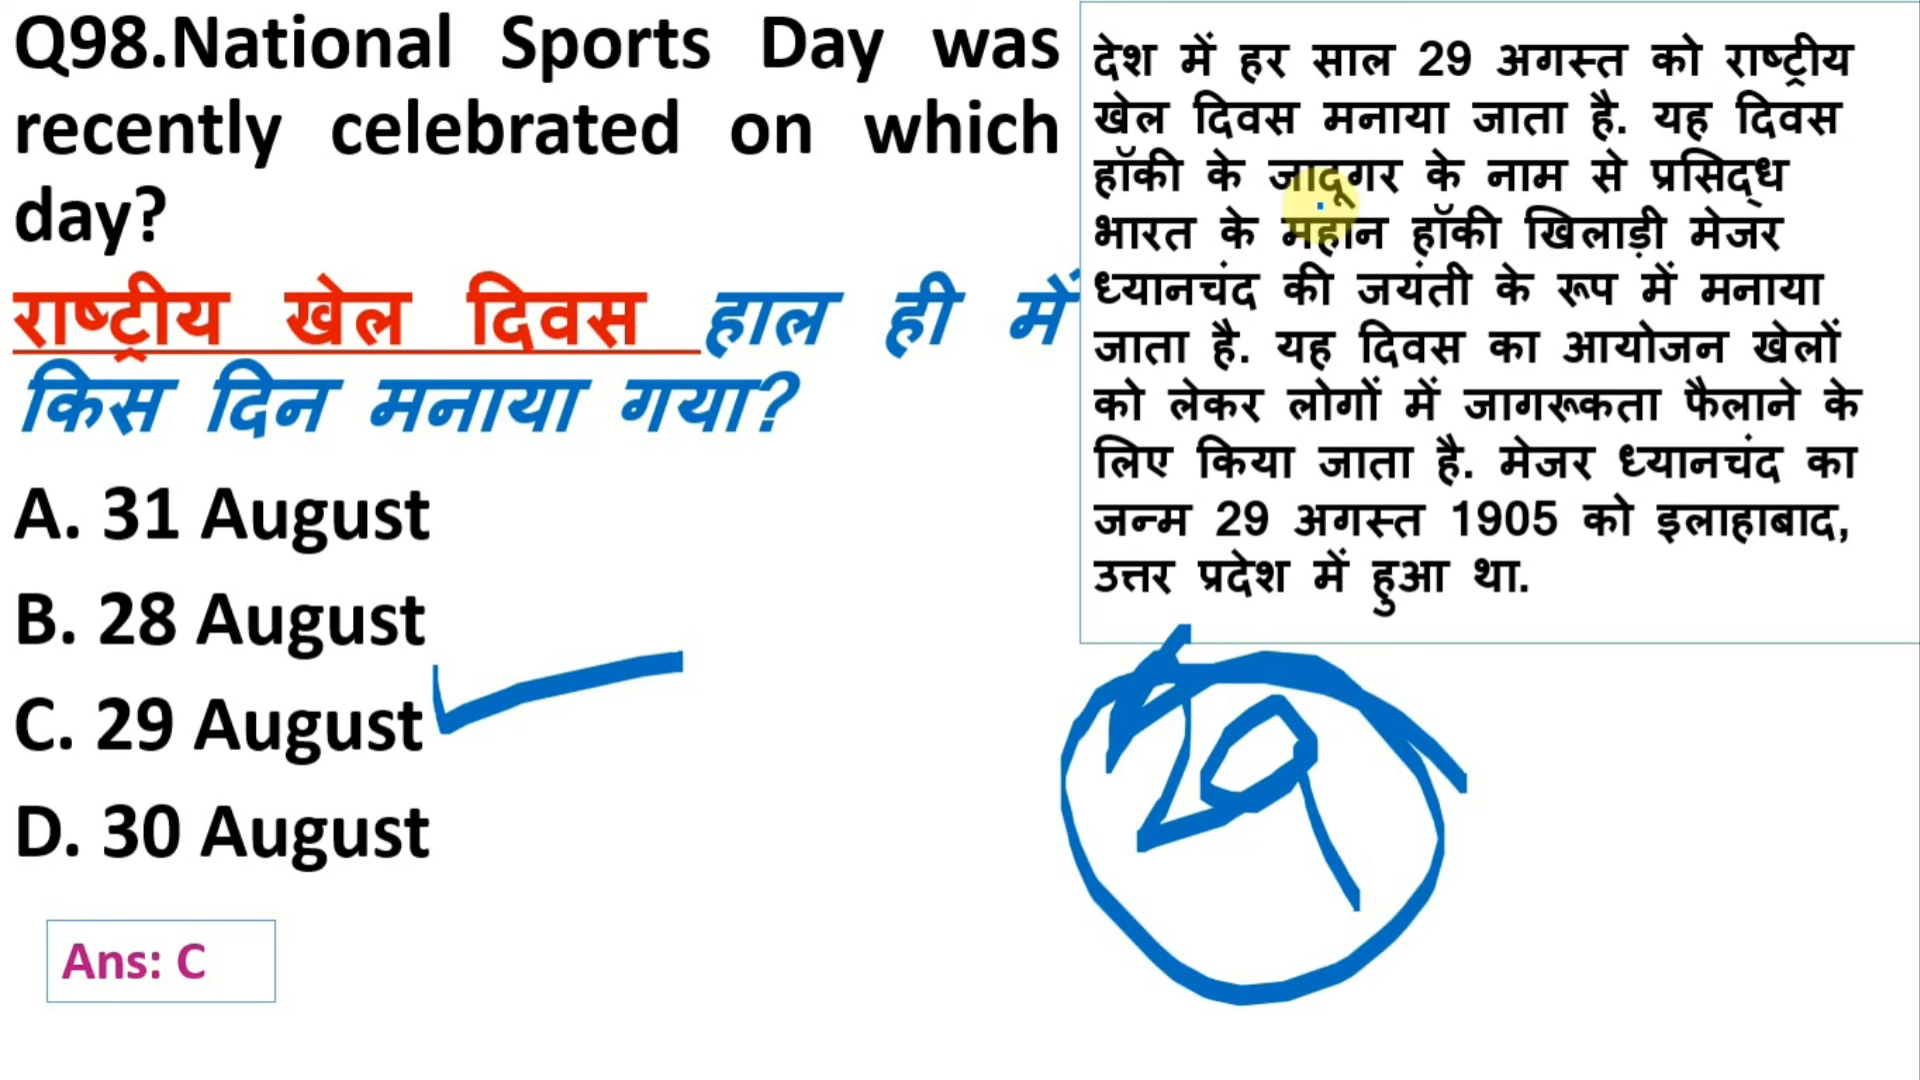 Q98.National Sports Day was
recently celebrated on which
day?
राष्ट्रीय खेल दिवस हाल ही में
किस दिन मनाया गया?
A. 31 August
B. 28 August
C. 29 August
D. 30 August
Ans: C
देश में हर साल 29 अगस्त को राष्ट्रीय
खेल दिवस मनाया जाता है. यह दिवस
हॉकी के जादूगर के नाम से प्रसिद्ध
भारत के महान हॉकी खिलाड़ी मेजर
ध्यानचंद की जयंती के रूप में मनाया
जाता है. यह दिवस का आयोजन खेलों
को लेकर लोगों में जागरूकता फैलाने के
लिए किया जाता है. मेजर ध्यानचंद का
जन्म 29 अगस्त 1905 को इलाहाबाद,
उत्तर प्रदेश में हुआ था.
29